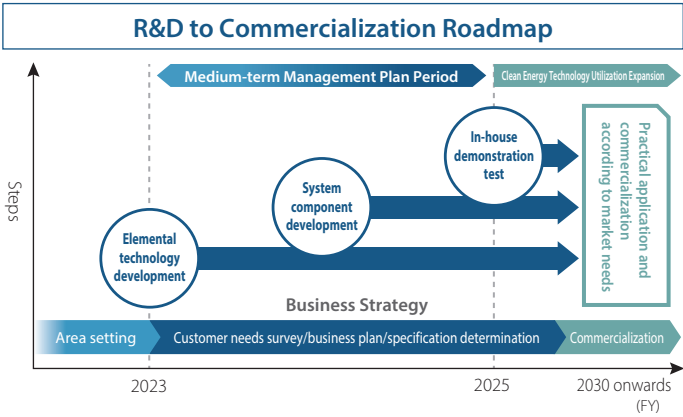 R&D to Commercialization Roadmap
Medium-term Management Plan Period
Clean Energy Technology Utilization Expansion
In-house
demonstration
test
System
component
development
Elemental
technology
development
Practical application and
commercialization
according to market needs
Steps
Business Strategy
Area setting
Customer needs survey/business plan/specification determination
Commercialization
2023
2025
2030 onwards
(FY)